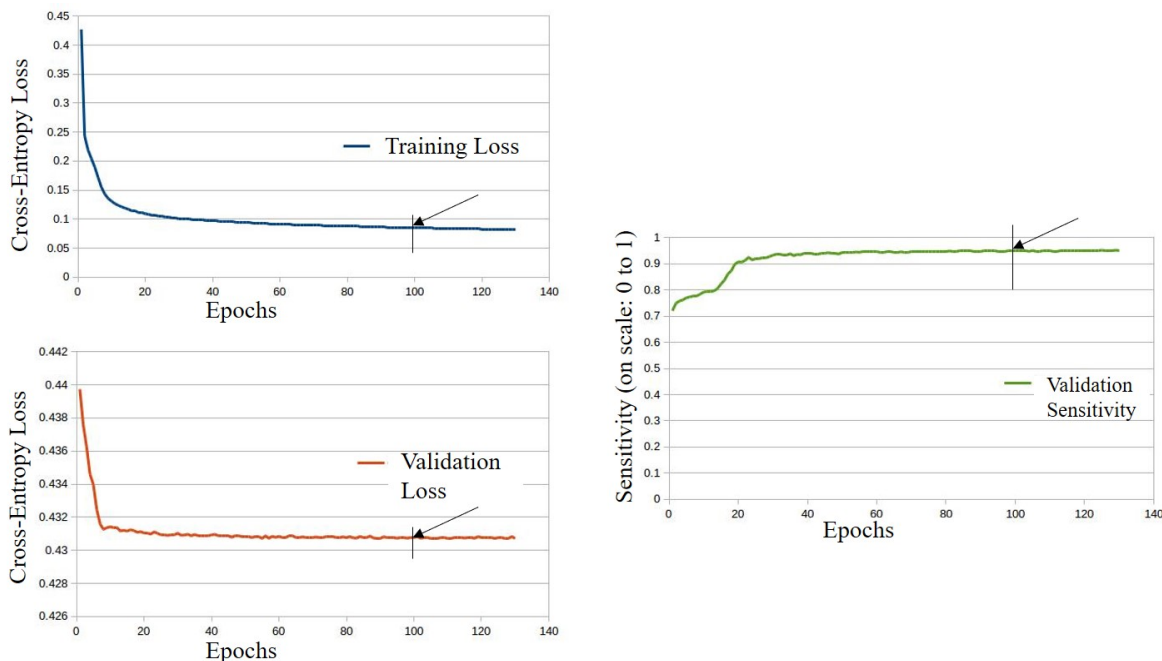 0.45
0.4
0.35
0.3
0.25
0.2
0.15
0.1
0.05
0
Cross-Entropy Loss
Training Loss
0 20 40 60 80 100 120 140
Epochs
0.442
0.44
0.438
0.436
0.434
0.432
0.43
0.428
0.426
Cross-Entropy Loss
Validation
Loss
0 20 40 60 80 100 120 140
Epochs
1
0.9
0.8
0.7
0.6
0.5
0.4
0.3
0.2
0.1
0
Sensitivity (on scale: 0 to 1)
Validation
Sensitivity
0 20 40 60 80 100 120 140
Epochs